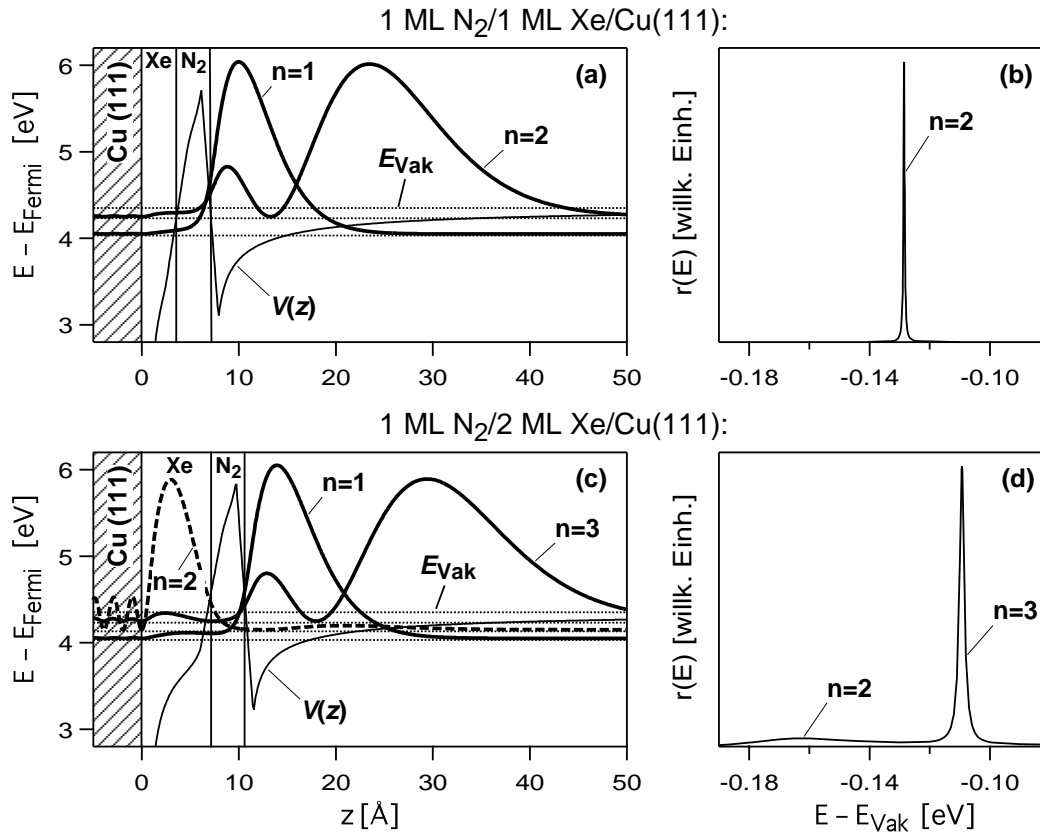 1 ML N2/1 ML Xe/Cu(111):
Cu (111)
Xe
N2
n=1
(a)
n=2
EVak
V(z)
E – EFermi [eV]
6
5
4
3
0
10
20
30
40
50
(b)
n=2
r(E) [willk. Einh.]
-0.18
-0.14
-0.10
1 ML N2/2 ML Xe/Cu(111):
Cu (111)
Xe
N2
n=1
(c)
n=2
n=3
EVak
V(z)
E – EFermi [eV]
6
5
4
3
0
10
20
30
40
50
z [Å]
(d)
n=3
n=2
r(E) [willk. Einh.]
-0.18
-0.14
-0.10
E – EVak [eV]